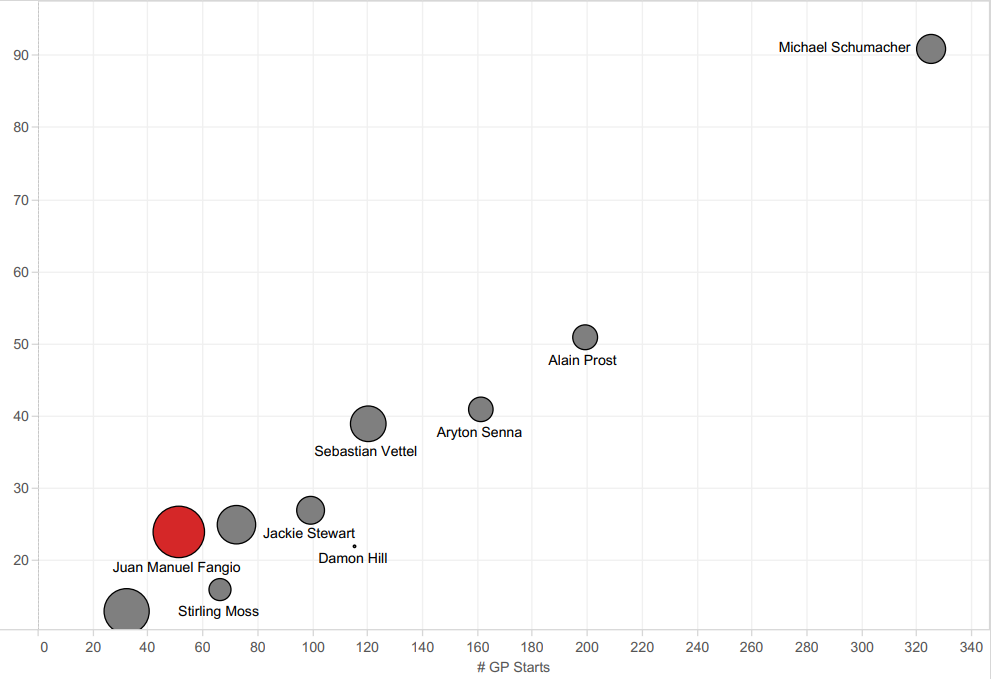 90
80
70
60
50
40
30
20
Michael Schumacher
Alain Prost
Aryton Senna
Sebastian Vettel
Jackie Stewart
Damon Hill
Juan Manuel Fangio
Stirling Moss
0 20 40 60 80 100 120 140 160 180 200 220 240 260 280 300 320 340
# GP Starts